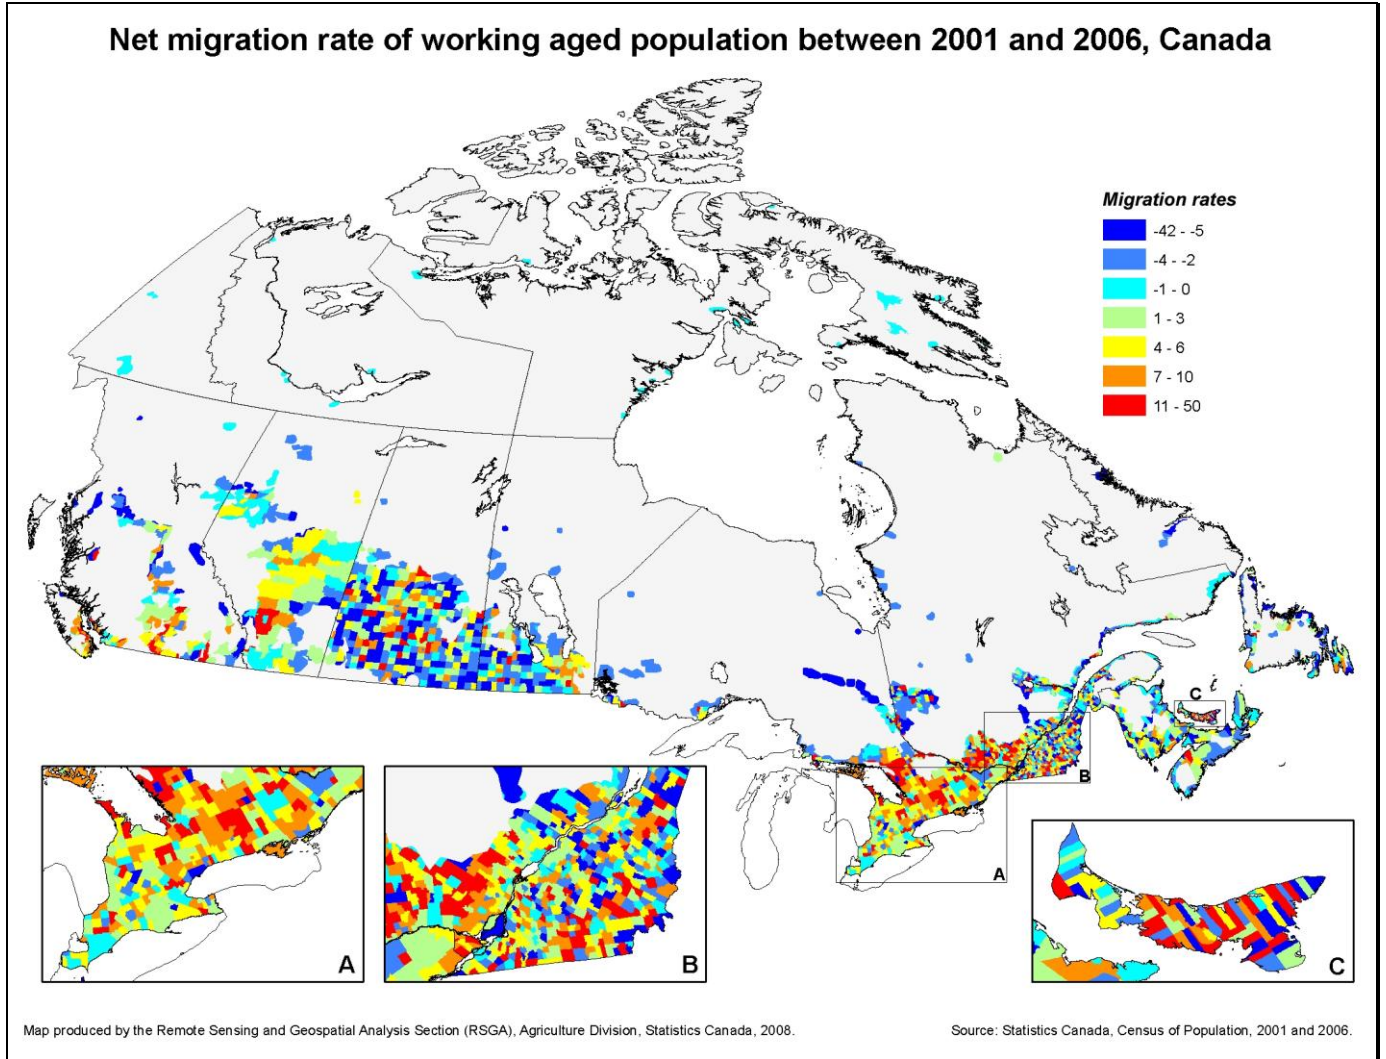 Net migration rate of working aged population between 2001 and 2006, Canada
Migration rates
-42 - -5
-4 - -2
-1 - 0
1 - 3
4 - 6
7 - 10
11 - 50
C
B
A
A
B
C
Map produced by the Remote Sensing and Geospatial Analysis Section (RSGA), Agriculture Division, Statistics Canada, 2008.
Source: Statistics Canada, Census of Population, 2001 and 2006.